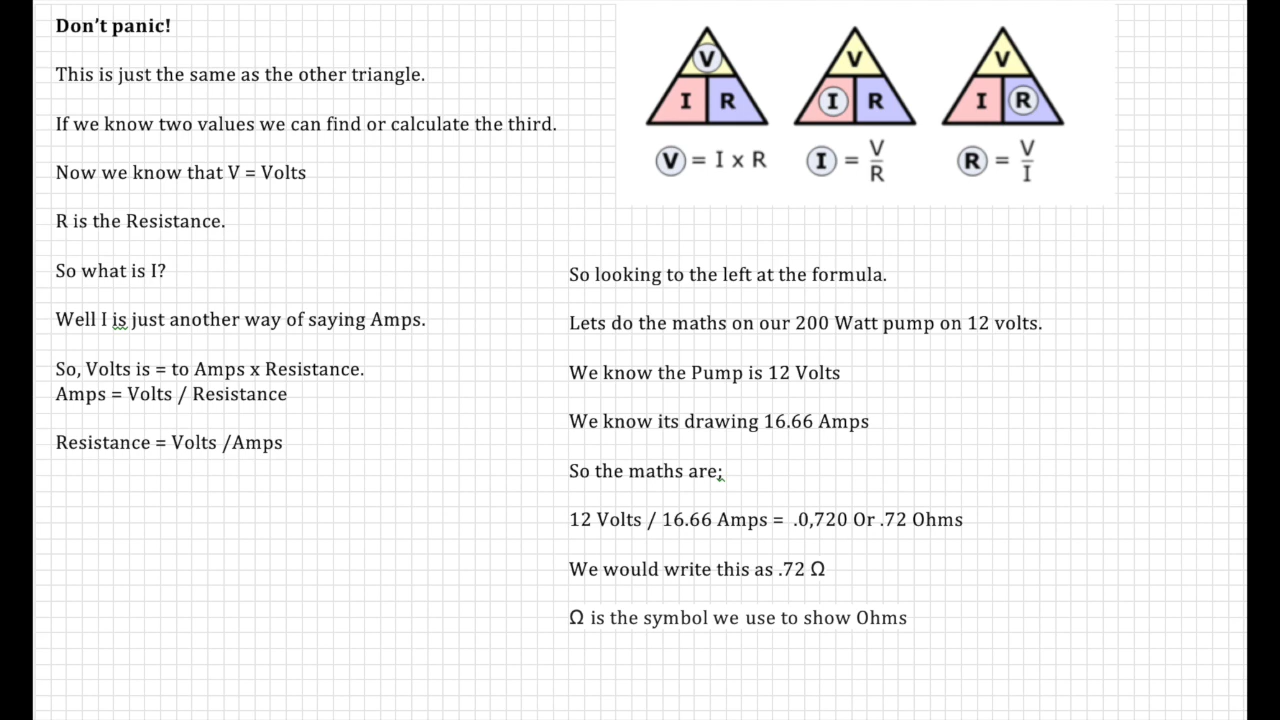 Don’t panic!
This is just the same as the other triangle.
If we know two values we can find or calculate the third.
Now we know that V = Volts
R is the Resistance.
So what is I?
Well I is just another way of saying Amps.
So, Volts is = to Amps x Resistance.
Amps = Volts / Resistance
Resistance = Volts /Amps
V
I R
V = I x R
V
I R
I = V/R
V
I R
R = V/I
So looking to the left at the formula.
Lets do the maths on our 200 Watt pump on 12 volts.
We know the Pump is 12 Volts
We know its drawing 16.66 Amps
So the maths are;
12 Volts / 16.66 Amps = .0,720 Or .72 Ohms
We would write this as .72 Ω
Ω is the symbol we use to show Ohms